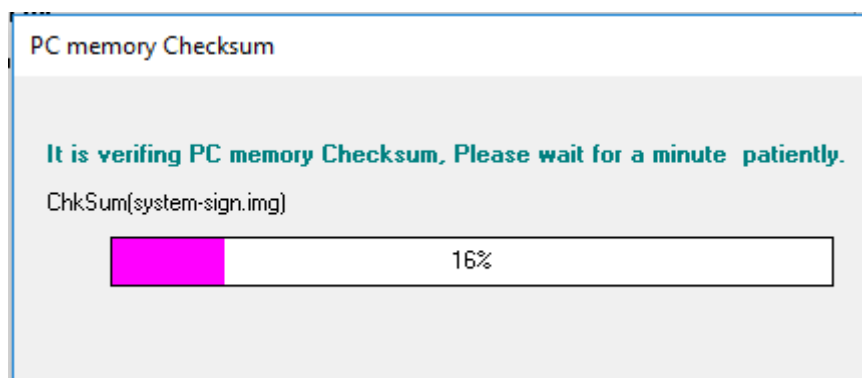 PC memory Checksum
It is verifing PC memory Checksum, Please wait for a minute  patiently.
ChkSum(system-sign.img)
16%